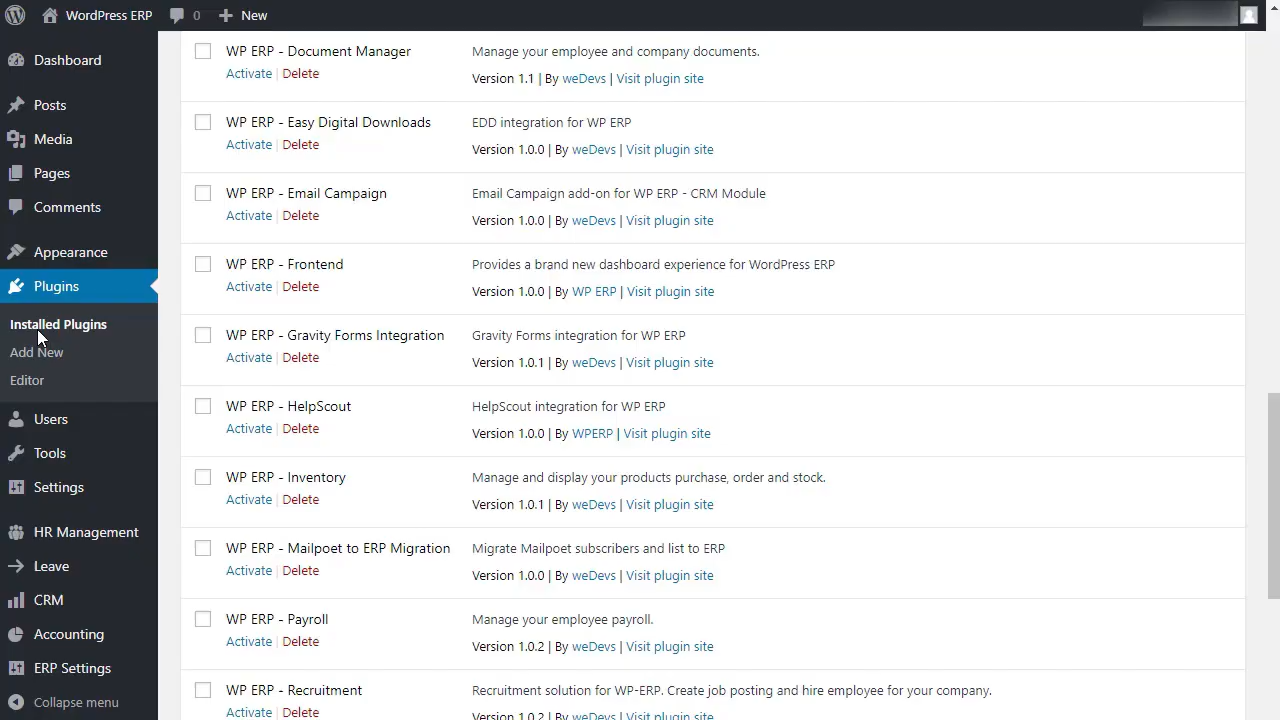 WordPress ERP 0 New
Dashboard
Posts
Media
Pages
Comments
Appearance
Plugins
Installed Plugins
Add New
Editor
Users
Tools
Settings
HR Management
Leave
CRM
Accounting
ERP Settings
Collapse menu
WP ERP - Document Manager
Activate | Delete
Manage your employee and company documents.
Version 1.1 | By weDevs | Visit plugin site
WP ERP - Easy Digital Downloads
Activate | Delete
EDD integration for WP ERP
Version 1.0.0 | By weDevs | Visit plugin site
WP ERP - Email Campaign
Activate | Delete
Email Campaign add-on for WP ERP - CRM Module
Version 1.0.0 | By weDevs | Visit plugin site
WP ERP - Frontend
Activate | Delete
Provides a brand new dashboard experience for WordPress ERP
Version 1.0.0 | By WP ERP | Visit plugin site
WP ERP - Gravity Forms Integration
Activate | Delete
Gravity Forms integration for WP ERP
Version 1.0.1 | By weDevs | Visit plugin site
WP ERP - HelpScout
Activate | Delete
HelpScout integration for WP ERP
Version 1.0.0 | By WPERP | Visit plugin site
WP ERP - Inventory
Activate | Delete
Manage and display your products purchase, order and stock.
Version 1.0.1 | By weDevs | Visit plugin site
WP ERP - Mailpoet to ERP Migration
Activate | Delete
Migrate Mailpoet subscribers and list to ERP
Version 1.0.0 | By weDevs | Visit plugin site
WP ERP - Payroll
Activate | Delete
Manage your employee payroll.
Version 1.0.2 | By weDevs | Visit plugin site
WP ERP - Recruitment
Activate | Delete
Recruitment solution for WP-ERP. Create job posting and hire employee for your company.
Version 1.0.2 | By weDevs | Visit plugin site